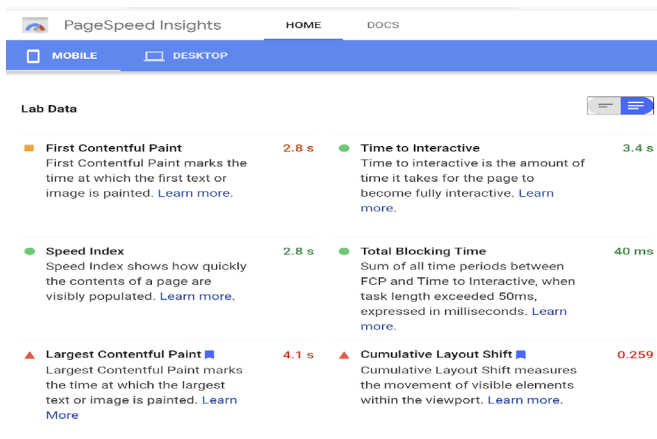 PageSpeed Insights HOME DOCS
MOBILE DESKTOP
Lab Data
First Contentful Paint 2.8 s
First Contentful Paint marks the
time at which the first text or
image is painted. Learn more.
Time to Interactive 3.4 s
Time to interactive is the amount of
time it takes for the page to
become fully interactive. Learn
more.
Speed Index 2.8 s
Speed Index shows how quickly
the contents of a page are
visibly populated. Learn more.
Total Blocking Time 40 ms
Sum of all time periods between
FCP and Time to Interactive, when
task length exceeded 50ms,
expressed in milliseconds. Learn
more.
Largest Contentful Paint 4.1 s
Largest Contentful Paint marks
the time at which the largest
text or image is painted. Learn
More
Cumulative Layout Shift 0.259
Cumulative Layout Shift measures
the movement of visible elements
within the viewport. Learn more.